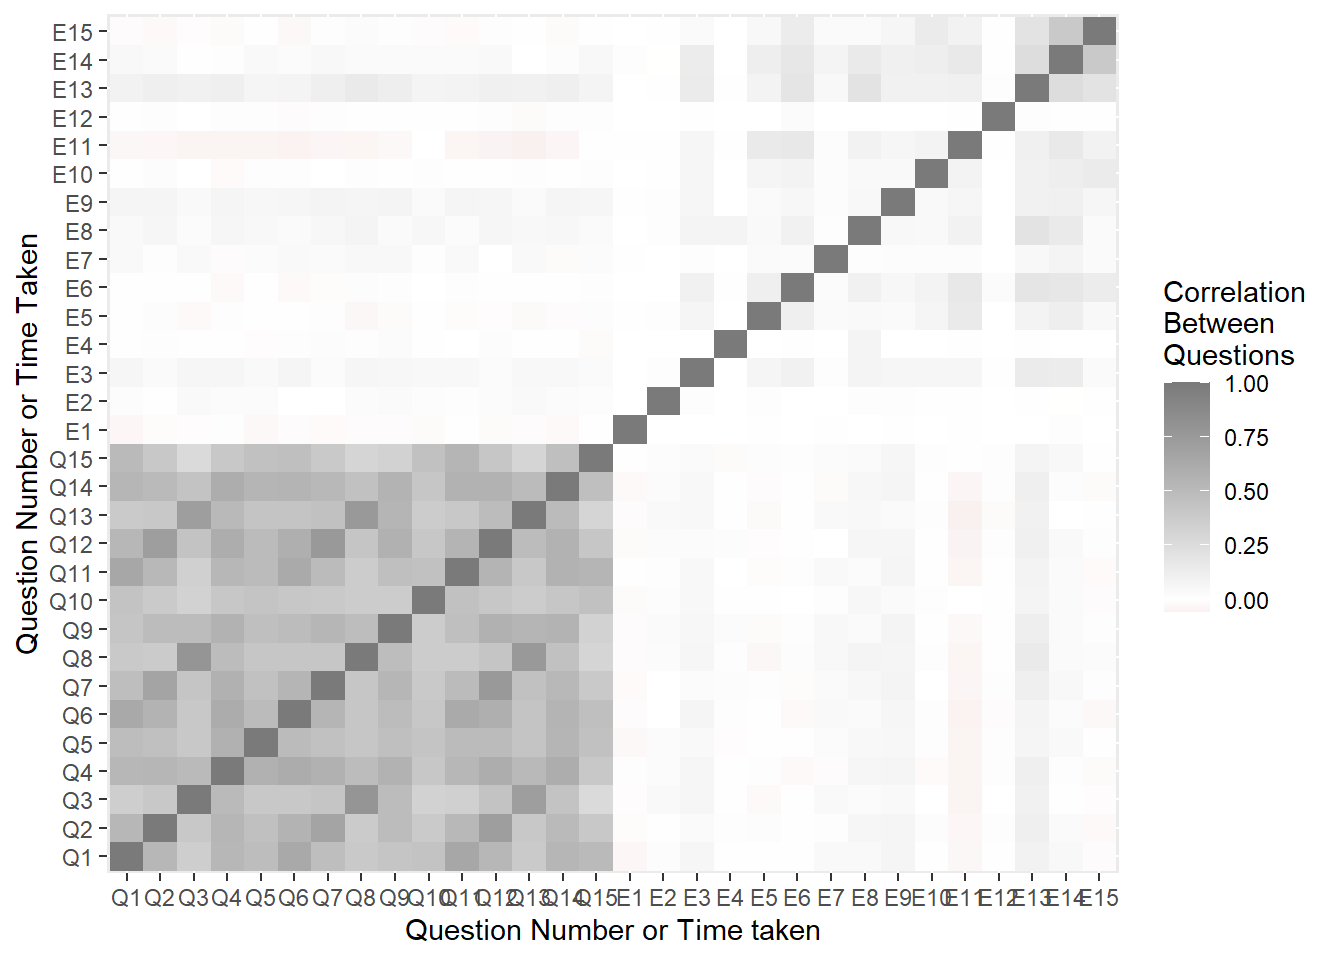 E15
E14
E13
E12
E11
E10
E9
E8
E7
E6
E5
E4
E3
E2
E1
Q15
Q14
Q13
Q12
Q11
Q10
Q9
Q8
Q7
Q6
Q5
Q4
Q3
Q2
Q1
Question Number or Time Taken
Q1 Q2 Q3 Q4 Q5 Q6 Q7 Q8 Q9 Q10 Q11 Q12 Q13 Q14 Q15 E1 E2 E3 E4 E5 E6 E7 E8 E9 E10 E11 E12 E13 E14 E15
Question Number or Time taken
Correlation
Between
Questions
1.00
0.75
0.50
0.25
0.00